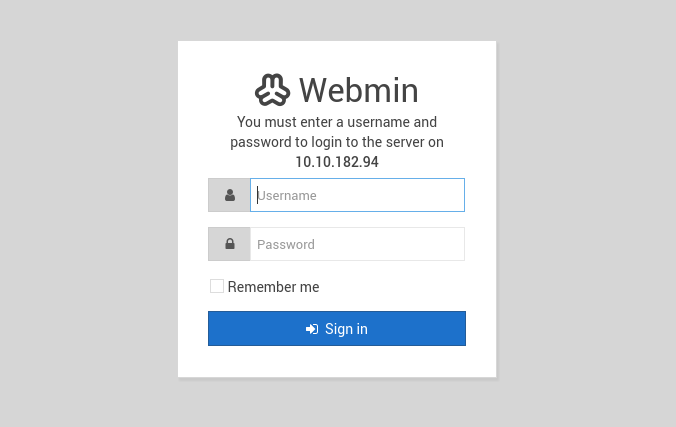 Webmin
You must enter a username and
password to login to the server on
10.10.182.94
Username
Password
Remember me
Sign in